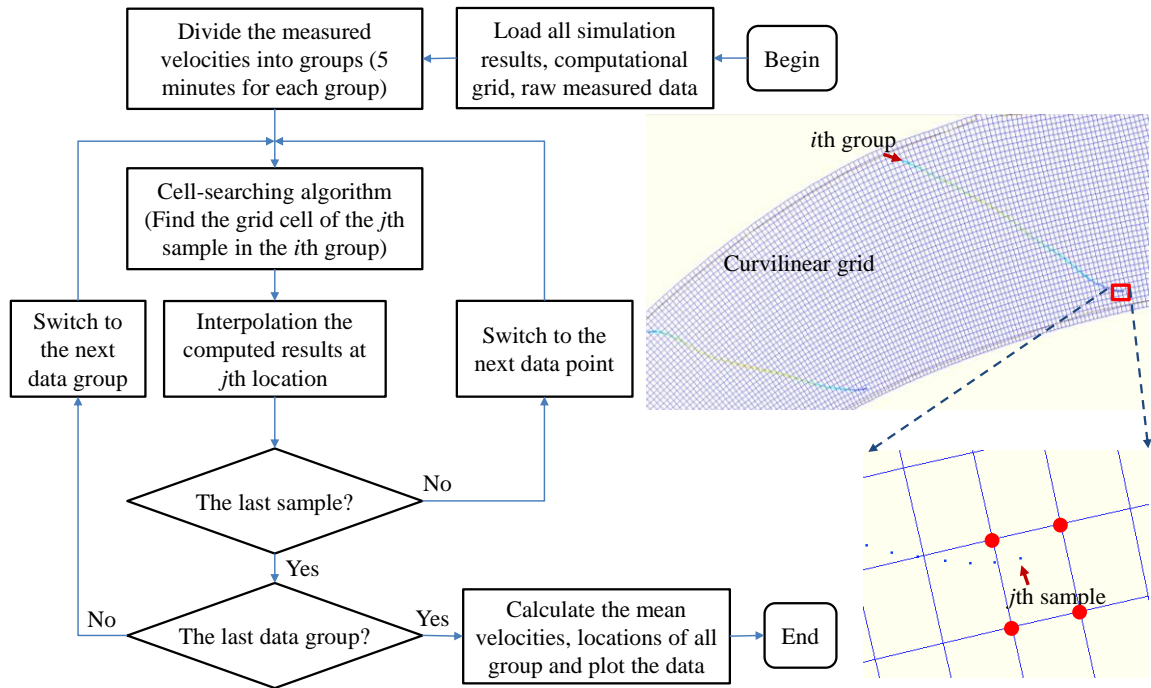 Begin
Load all simulation
results, computational
grid, raw measured data
Divide the measured
velocities into groups (5
minutes for each group)
Cell-searching algorithm
(Find the grid cell of the jth
sample in the ith group)
Interpolation the
computed results at
jth location
Switch to
the next
data group
Switch to the
next data point
The last sample?
No
Yes
The last data group?
No
Yes
Calculate the mean
velocities, locations of all
group and plot the data
End
ith group
Curvilinear grid
jth sample